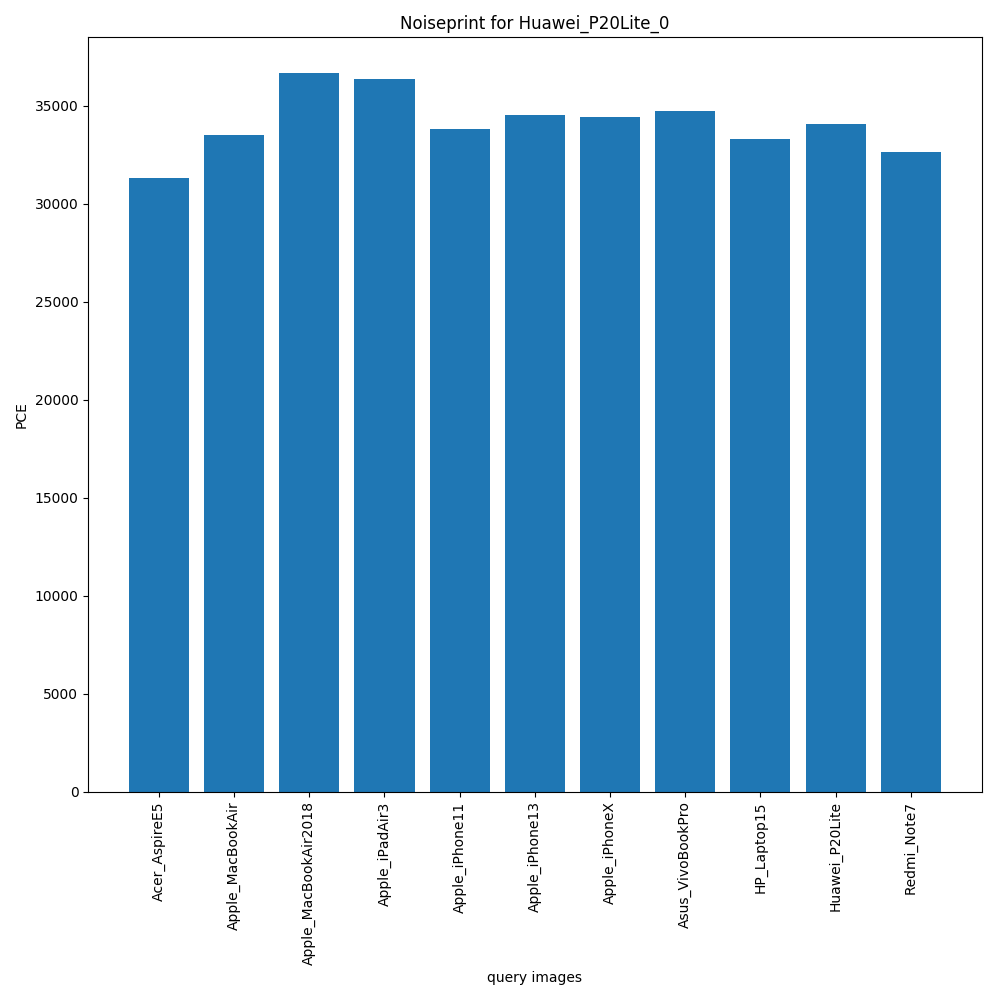 Noiseprint for Huawei_P20Lite_0
PCE
35000
30000
25000
20000
15000
10000
5000
0
Acer_AspireE5
Apple_MacBookAir
Apple_MacBookAir2018
Apple_iPadAir3
Apple_iPhone11
Apple_iPhone13
Apple_iPhoneX
Asus_VivoBookPro
HP_Laptop15
Huawei_P20Lite
Redmi_Note7
query images